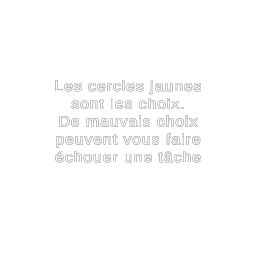 Les cercles jaunes
sont les choix.
De mauvais choix
peuvent vous faire
échouer une tâche